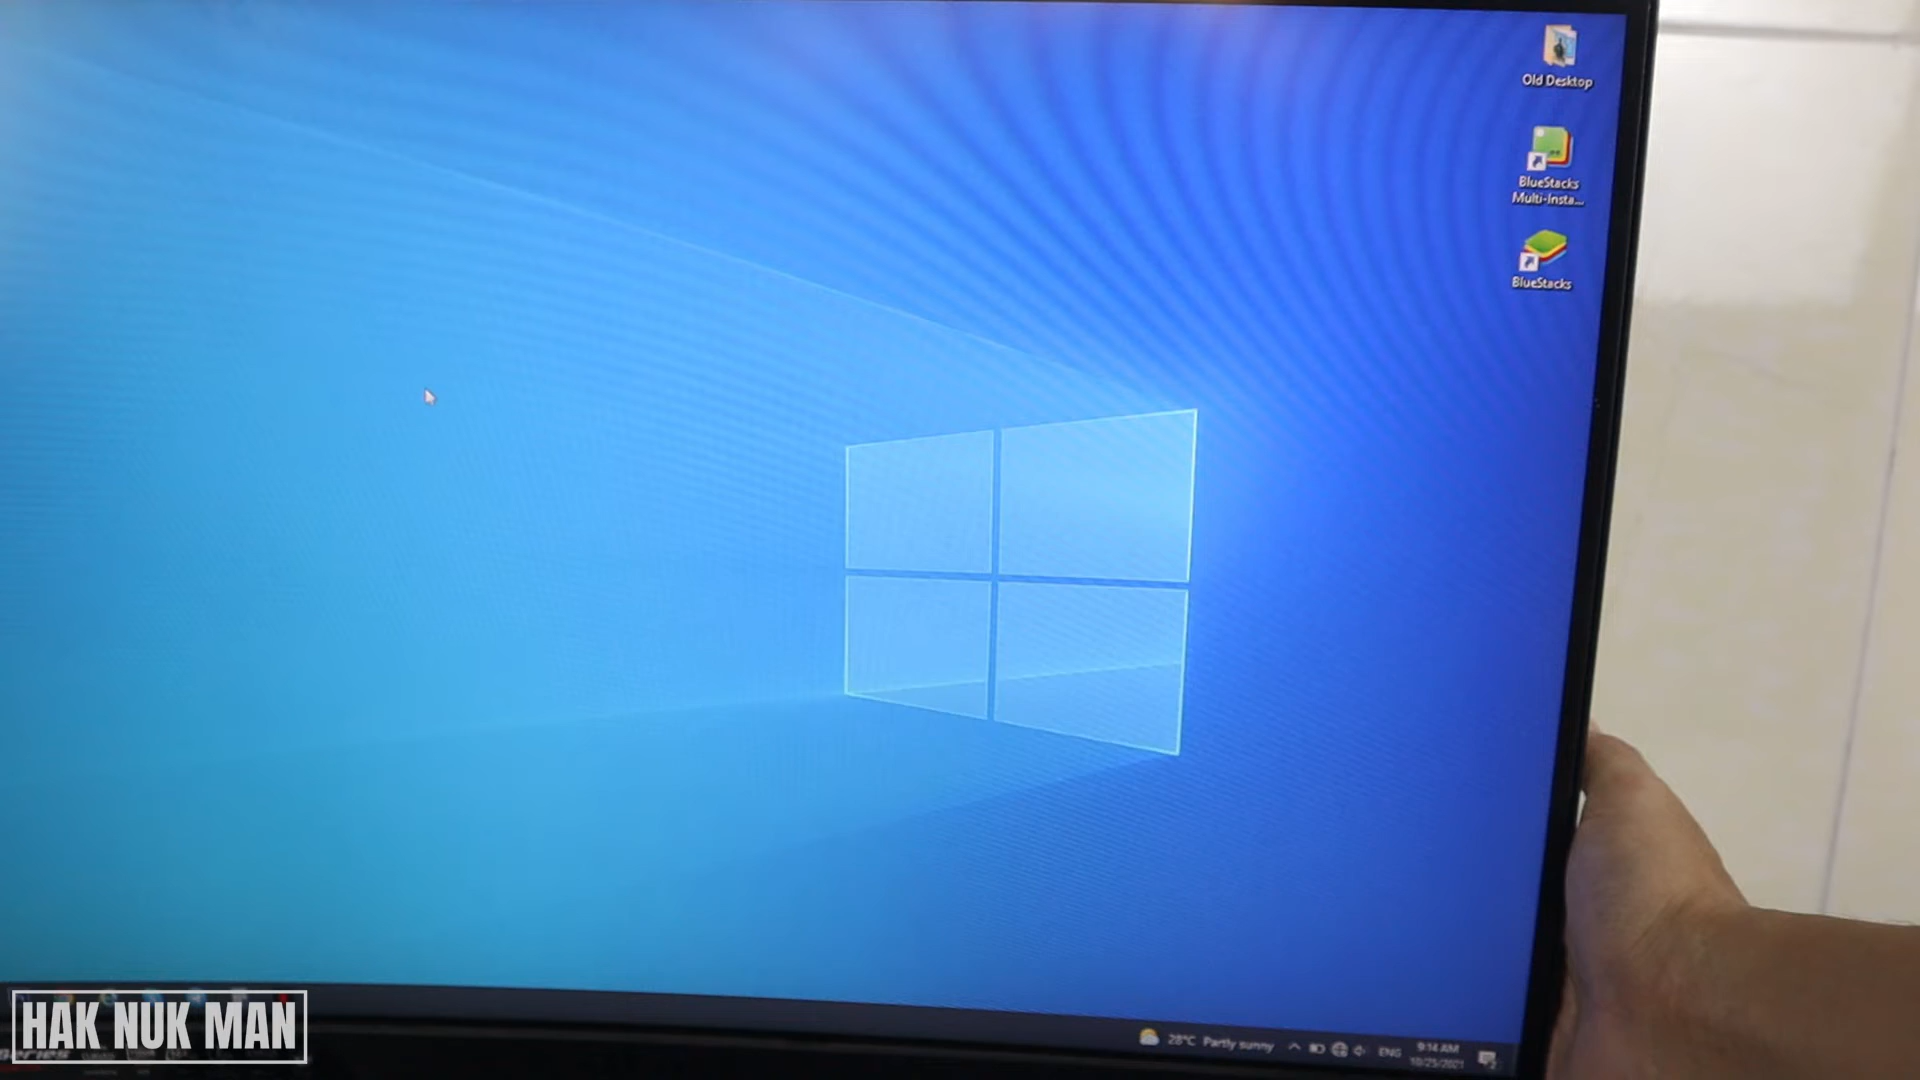 Old Desktop
BlueStacks
Multi-Insta...
BlueStacks
HAK NUK MAN
series
28°C Partly sunny
ENG
9:14 AM
10/25/2021